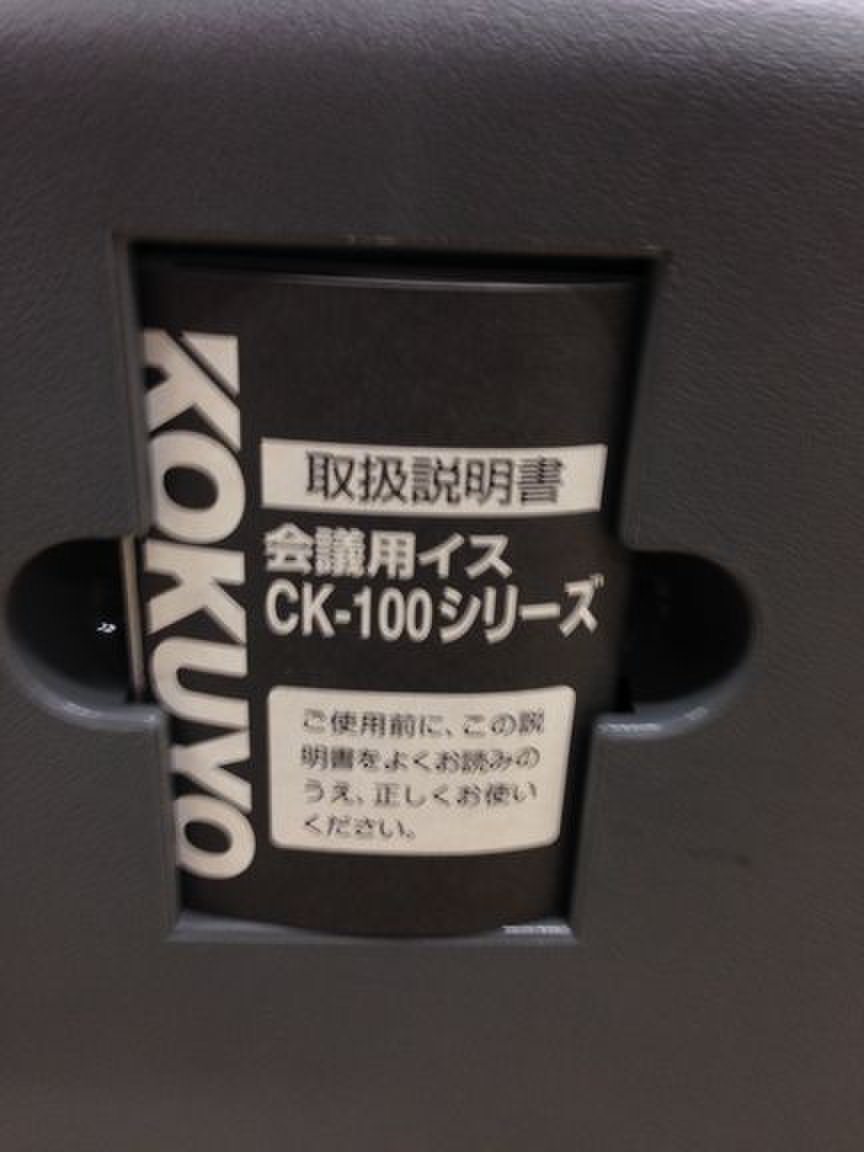 KOKUYO
取扱説明書
会議用イス
CK-100シリーズ
ご使用前に、この説
明書をよくお読みの
うえ、正しくお使い
ください。